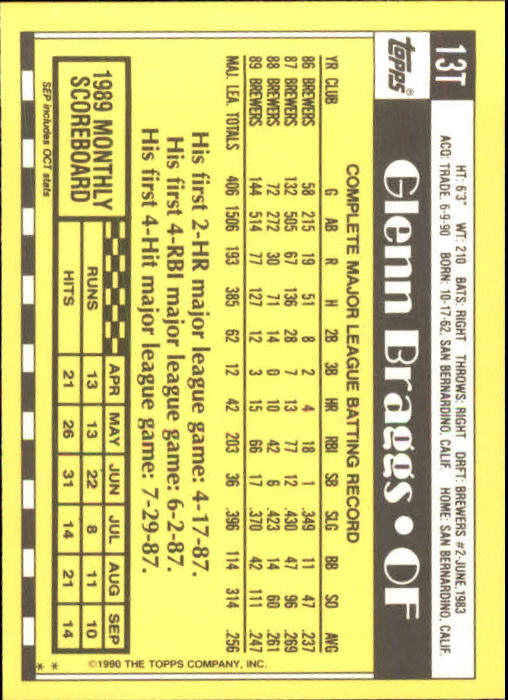 13T
HT: 6'3" WT: 210 BATS: RIGHT THROWS: RIGHT DRFT: BREWERS #2-JUNE, 1983
ACQ: TRADE 6-9-90 BORN: 10-17-62, SAN BERNARDINO, CALIF. HOME: SAN BERNARDINO, CALIF.
TOPPS® Glenn Braggs • OF
COMPLETE MAJOR LEAGUE BATTING RECORD
YR CLUB G AB R H 2B 3B HR RBI SB SLG BB SO AVG
86 BREWERS 58 215 19 51 8 2 4 18 1 .349 11 47 .237
87 BREWERS 132 505 67 136 28 7 13 77 12 .430 47 96 .269
88 BREWERS 72 272 30 71 14 0 10 42 6 .423 14 60 .261
89 BREWERS 144 514 77 127 12 3 15 66 17 .370 42 111 .247
MAJ. LEA. TOTALS 406 1506 193 385 62 12 42 203 36 .396 114 314 .256
His first 2-HR major league game: 4-17-87.
His first 4-RBI major league game: 6-2-87.
His first 4-Hit major league game: 7-29-87.
1989 MONTHLY
SCOREBOARD
SEP includes OCT stats
APR MAY JUN JUL AUG SEP
RUNS 13 13 22 8 11 10
HITS 21 26 31 14 21 14
* * ©1990 THE TOPPS COMPANY, INC.